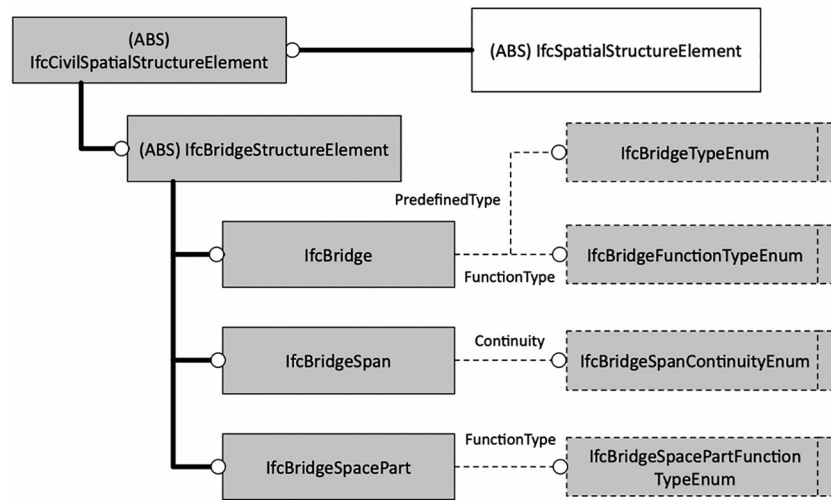 (ABS)
IfcCivilSpatialStructureElement
(ABS) IfcSpatialStructureElement
(ABS) IfcBridgeStructureElement
IfcBridgeTypeEnum
PredefinedType
IfcBridge
IfcBridgeFunctionTypeEnum
FunctionType
Continuity
IfcBridgeSpan
IfcBridgeSpanContinuityEnum
FunctionType
IfcBridgeSpacePart
IfcBridgeSpacePartFunction
TypeEnum